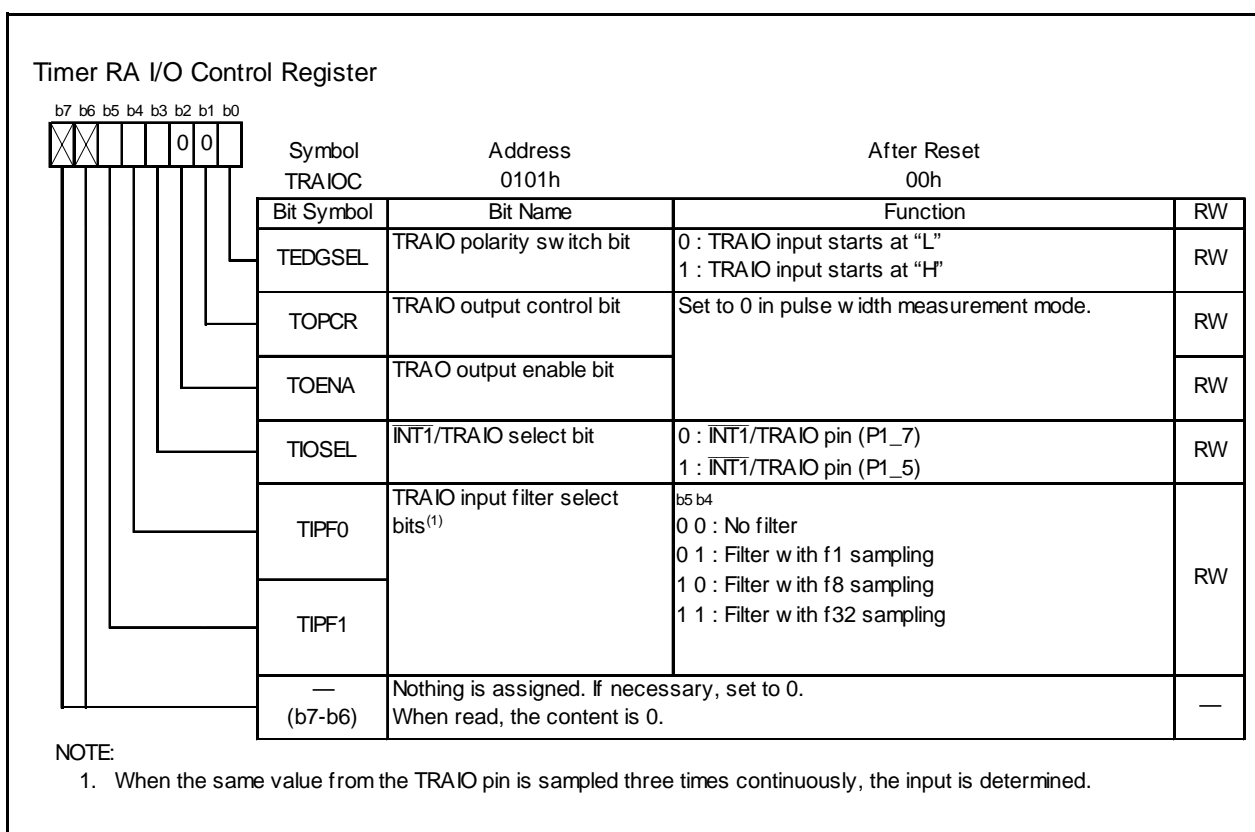 Timer RA I/O Control Register
b7 b6 b5 b4 b3 b2 b1 b0
0 0
Symbol Address After Reset
TRAIOC 0101h 00h
Bit Symbol Bit Name Function RW
TEDGSEL TRAIO polarity switch bit 0 : TRAIO input starts at “L” RW
1 : TRAIO input starts at “H”
TOPCR TRAIO output control bit Set to 0 in pulse width measurement mode. RW
TOENA TRAO output enable bit RW
TIOSEL INT1/TRAIO select bit 0 : INT1/TRAIO pin (P1_7) RW
1 : INT1/TRAIO pin (P1_5)
TIPF0 TRAIO input filter select b5 b4
bits(1) 0 0 : No filter
0 1 : Filter with f1 sampling
1 0 : Filter with f8 sampling RW
TIPF1 1 1 : Filter with f32 sampling
— Nothing is assigned. If necessary, set to 0. —
(b7-b6) When read, the content is 0.
NOTE:
1. When the same value from the TRAIO pin is sampled three times continuously, the input is determined.